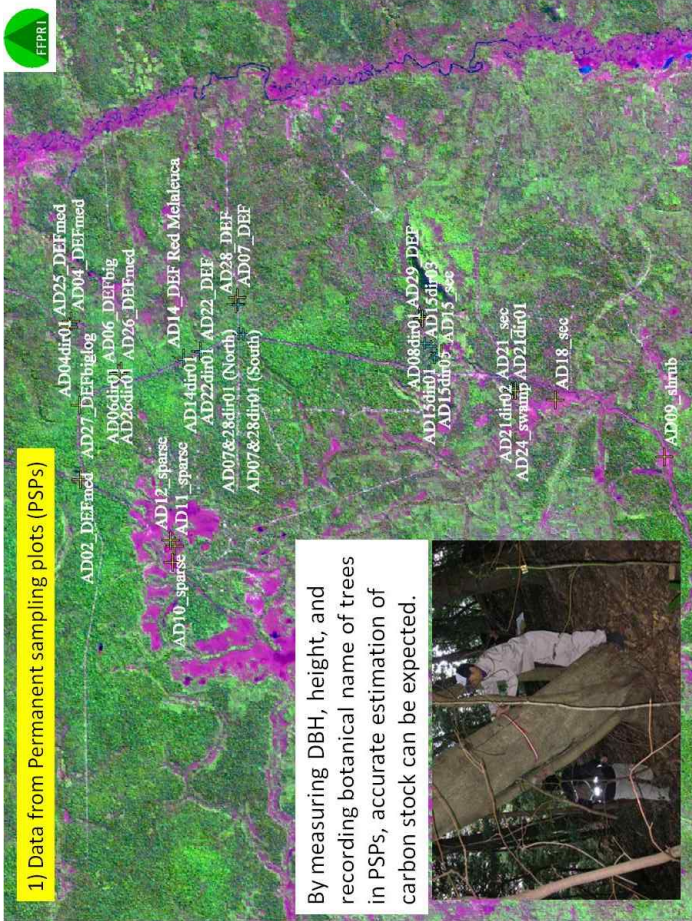 1) Data from Permanent sampling plots (PSPs)
FFPRI
AD02_DEFmed
AD27_DEFbiglog
AD04dir01
AD25_DEFmed
AD04_DEFmed
AD06dir01
AD06_DEFbig
AD26dir01
AD26_DEFmed
AD12_sparse
AD11_sparse
AD10_sparse
AD14_DEF Red Melaleuca
AD14dir01
AD22dir01
AD22_DEF
AD07&28dir01 (North)
AD28_DEF
AD07&28dir01 (South)
AD07_DEF
AD08dir01
AD29_DEF
AD15dir01
AD15dir03
AD15dir05
AD15_sec
AD21dir02
AD21_sec
AD24_swamp
AD21dir01
AD18_sec
AD09_shrub
By measuring DBH, height, and
recording botanical name of trees
in PSPs, accurate estimation of
carbon stock can be expected.